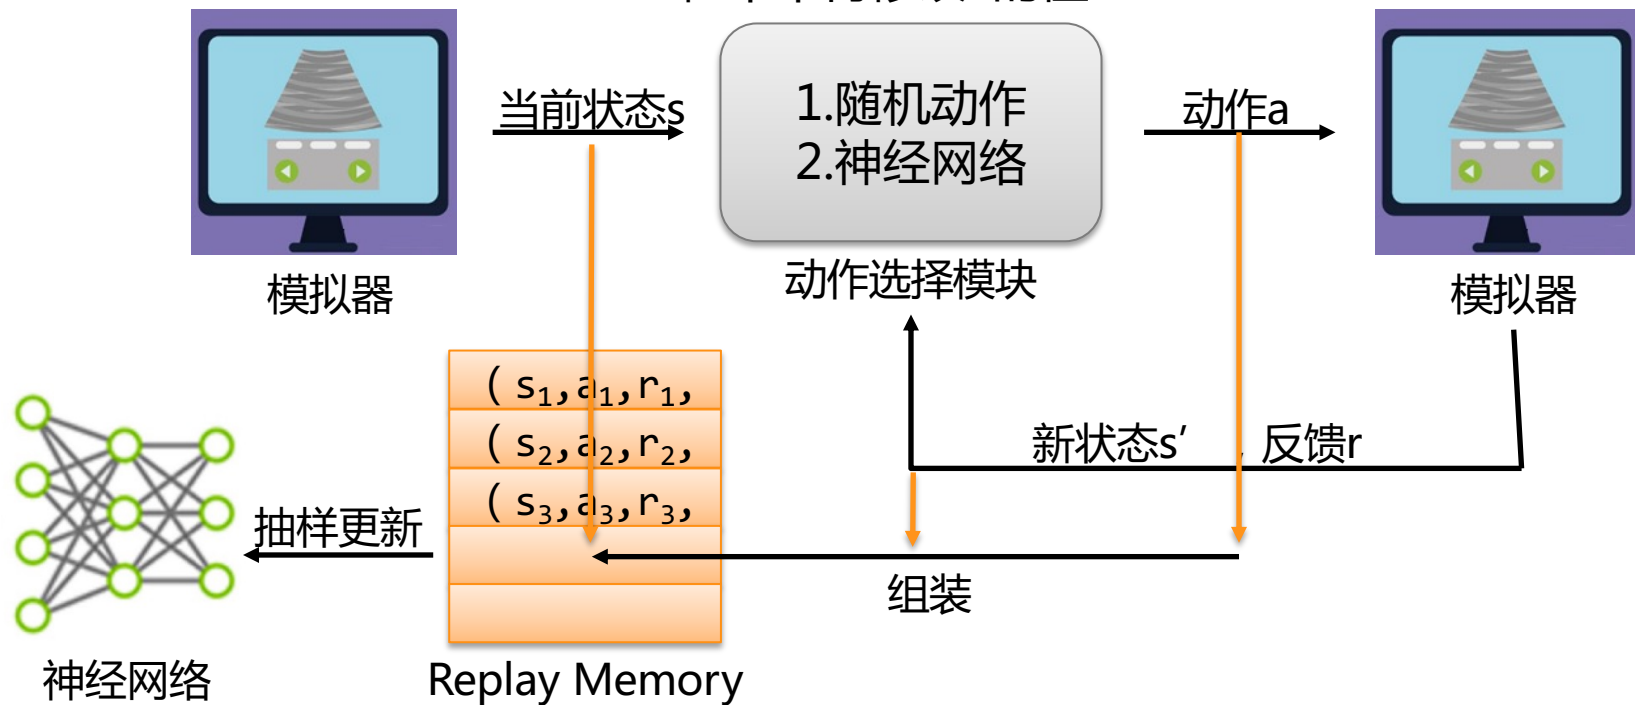 当前状态s
1.随机动作
2.神经网络
动作a
模拟器
动作选择模块
模拟器
( s1,a1,r1,
( s2,a2,r2,
( s3,a3,r3,
新状态s’ , 反馈r
抽样更新
组装
神经网络
Replay Memory